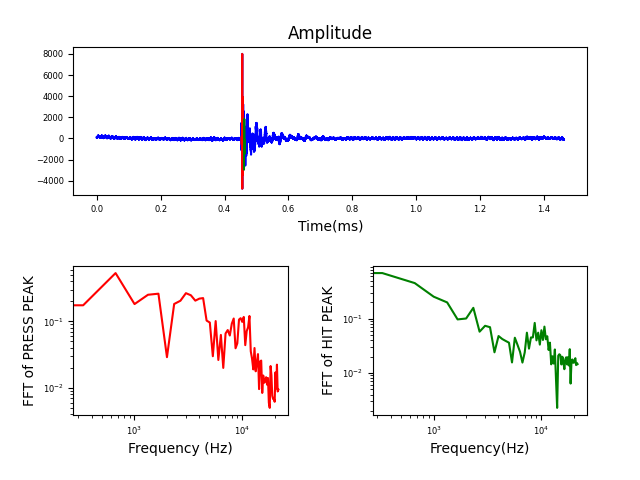 Amplitude
8000
6000
4000
2000
0
−2000
−4000
0.0 0.2 0.4 0.6 0.8 1.0 1.2 1.4
Time(ms)
FFT of PRESS PEAK
10⁻¹
10⁻²
10³ 10⁴
Frequency (Hz)
FFT of HIT PEAK
10⁻¹
10⁻²
10³ 10⁴
Frequency(Hz)